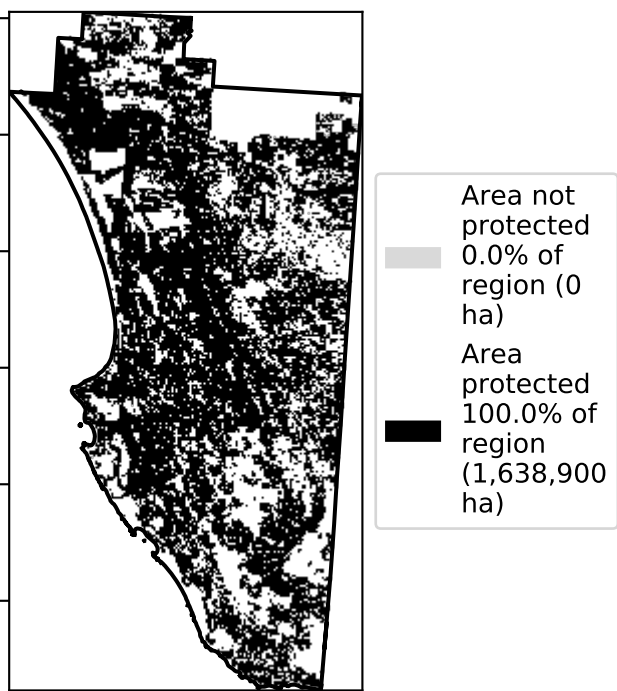 Area not
protected
0.0% of
region (0
ha)
Area
protected
100.0% of
region
(1,638,900
ha)